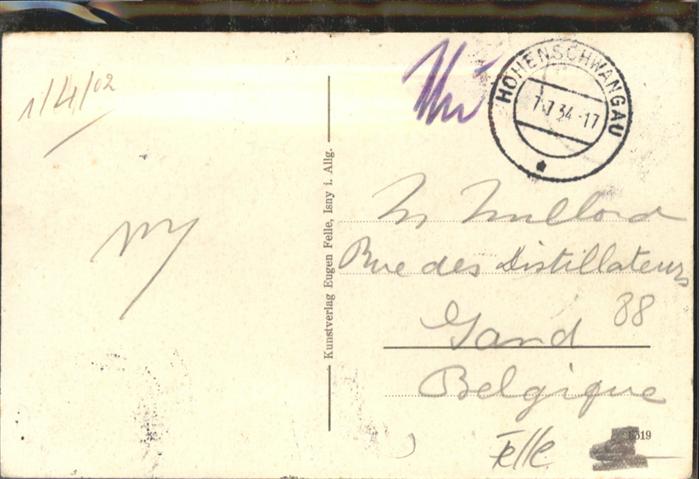 1/4/02
HOHENSCHWANGAU
7.34.-17
Kunstverlag Eugen Felle, Isny i. Allg.
Rue des Distillateurs
88
Gand
Belgique
Felle